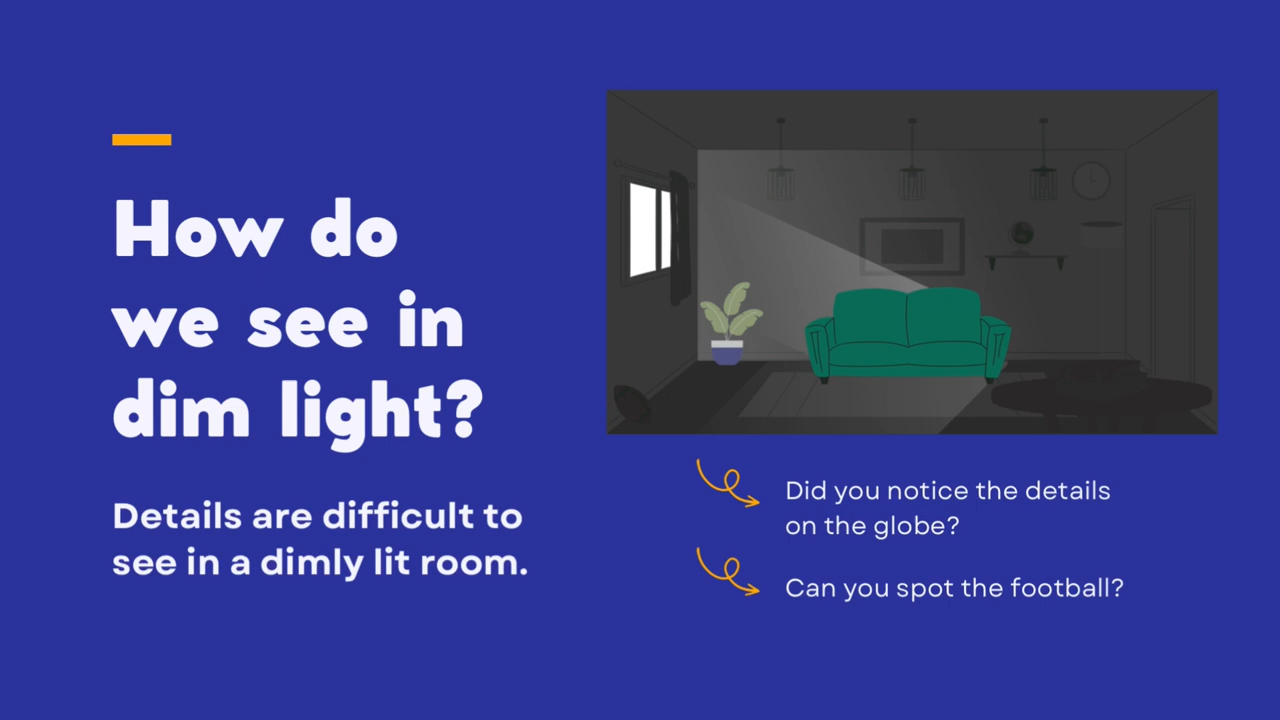 How do
we see in
dim light?
Details are difficult to
see in a dimly lit room.
Did you notice the details
on the globe?
Can you spot the football?